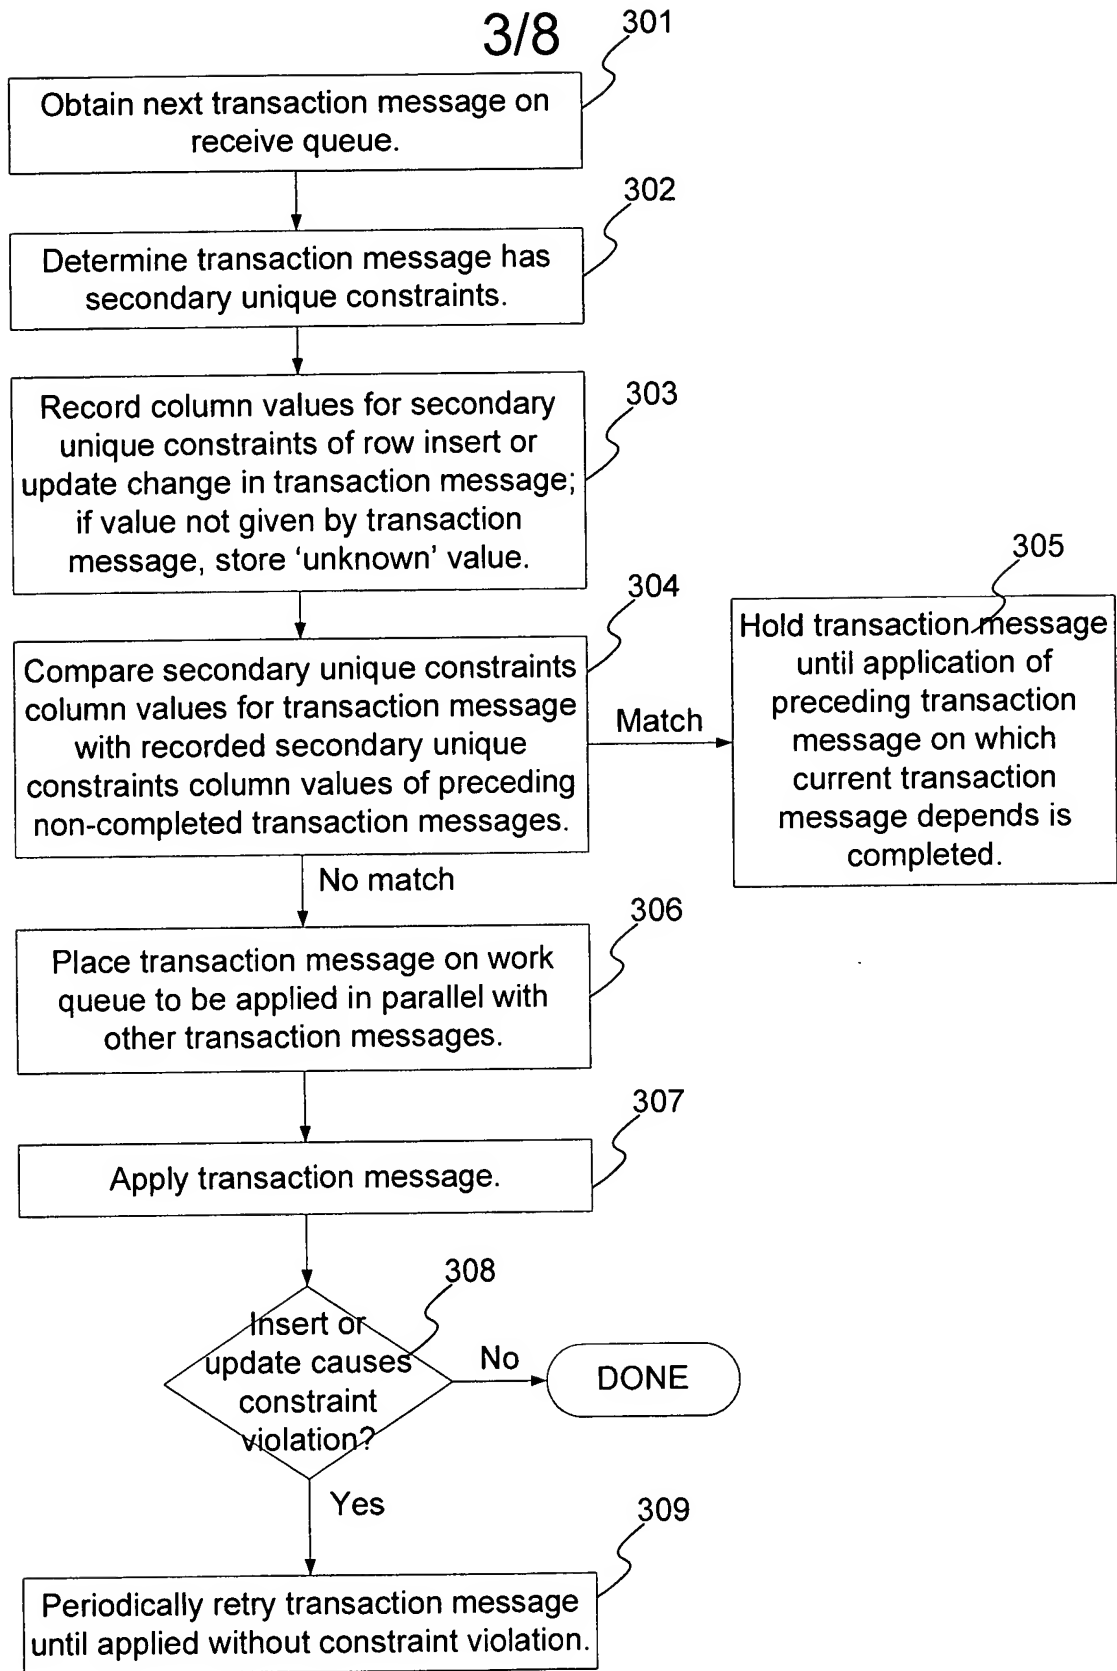 3/8
301
Obtain next transaction message on
receive queue.
302
Determine transaction message has
secondary unique constraints.
303
Record column values for secondary
unique constraints of row insert or
update change in transaction message;
if value not given by transaction
message, store ‘unknown’ value.
304
Compare secondary unique constraints
column values for transaction message
with recorded secondary unique
constraints column values of preceding
non-completed transaction messages.
Match
305
Hold transaction message
until application of
preceding transaction
message on which
current transaction
message depends is
completed.
No match
306
Place transaction message on work
queue to be applied in parallel with
other transaction messages.
307
Apply transaction message.
308
Insert or
update causes
constraint
violation?
No
DONE
Yes
309
Periodically retry transaction message
until applied without constraint violation.